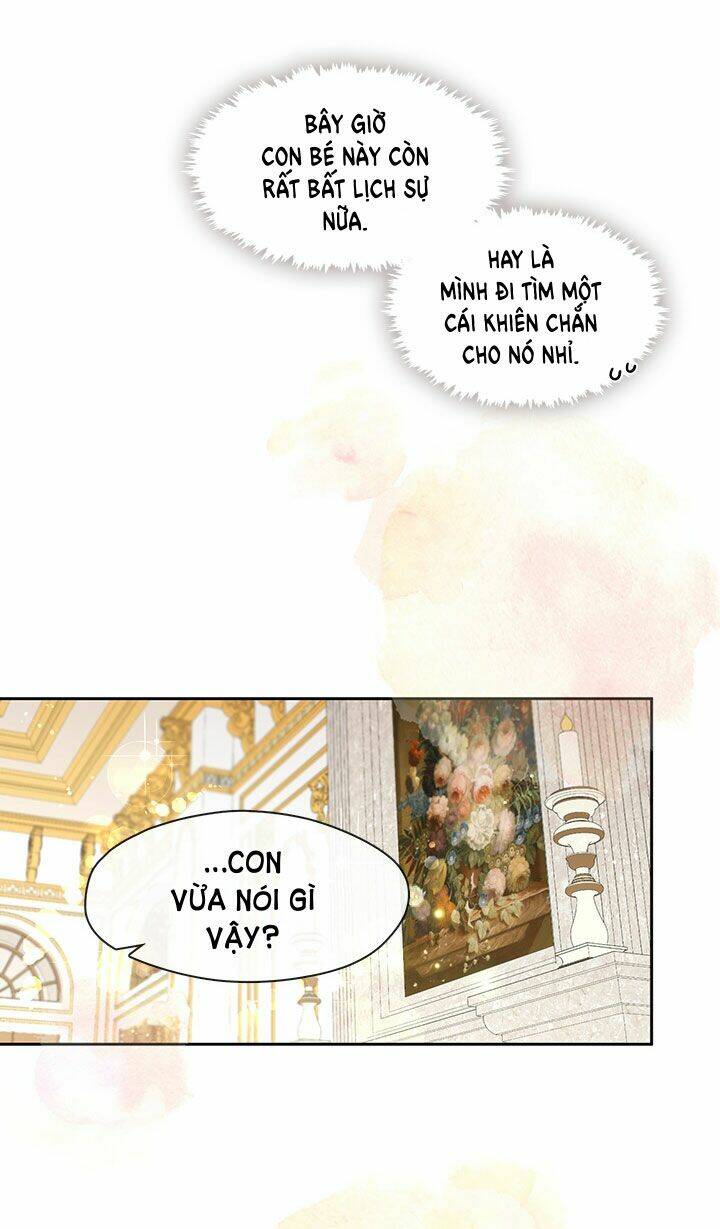 BÂY GIỜ
CON BÉ NÀY CÒN
RẤT BẤT LỊCH SỰ
NỮA.
HAY LÀ
MÌNH ĐI TÌM MỘT
CÁI KHIÊN CHẮN
CHO NÓ NHỈ.
...CON
VỪA NÓI GÌ
VẬY?